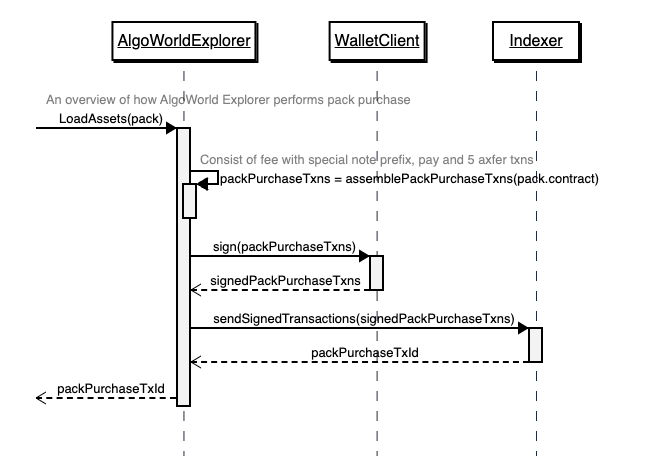 AlgoWorldExplorer
WalletClient
Indexer
An overview of how AlgoWorld Explorer performs pack purchase
LoadAssets(pack)
Consist of fee with special note prefix, pay and 5 axfer txns
packPurchaseTxns = assemblePackPurchaseTxns(pack.contract)
sign(packPurchaseTxns)
signedPackPurchaseTxns
sendSignedTransactions(signedPackPurchaseTxns)
packPurchaseTxId
packPurchaseTxId